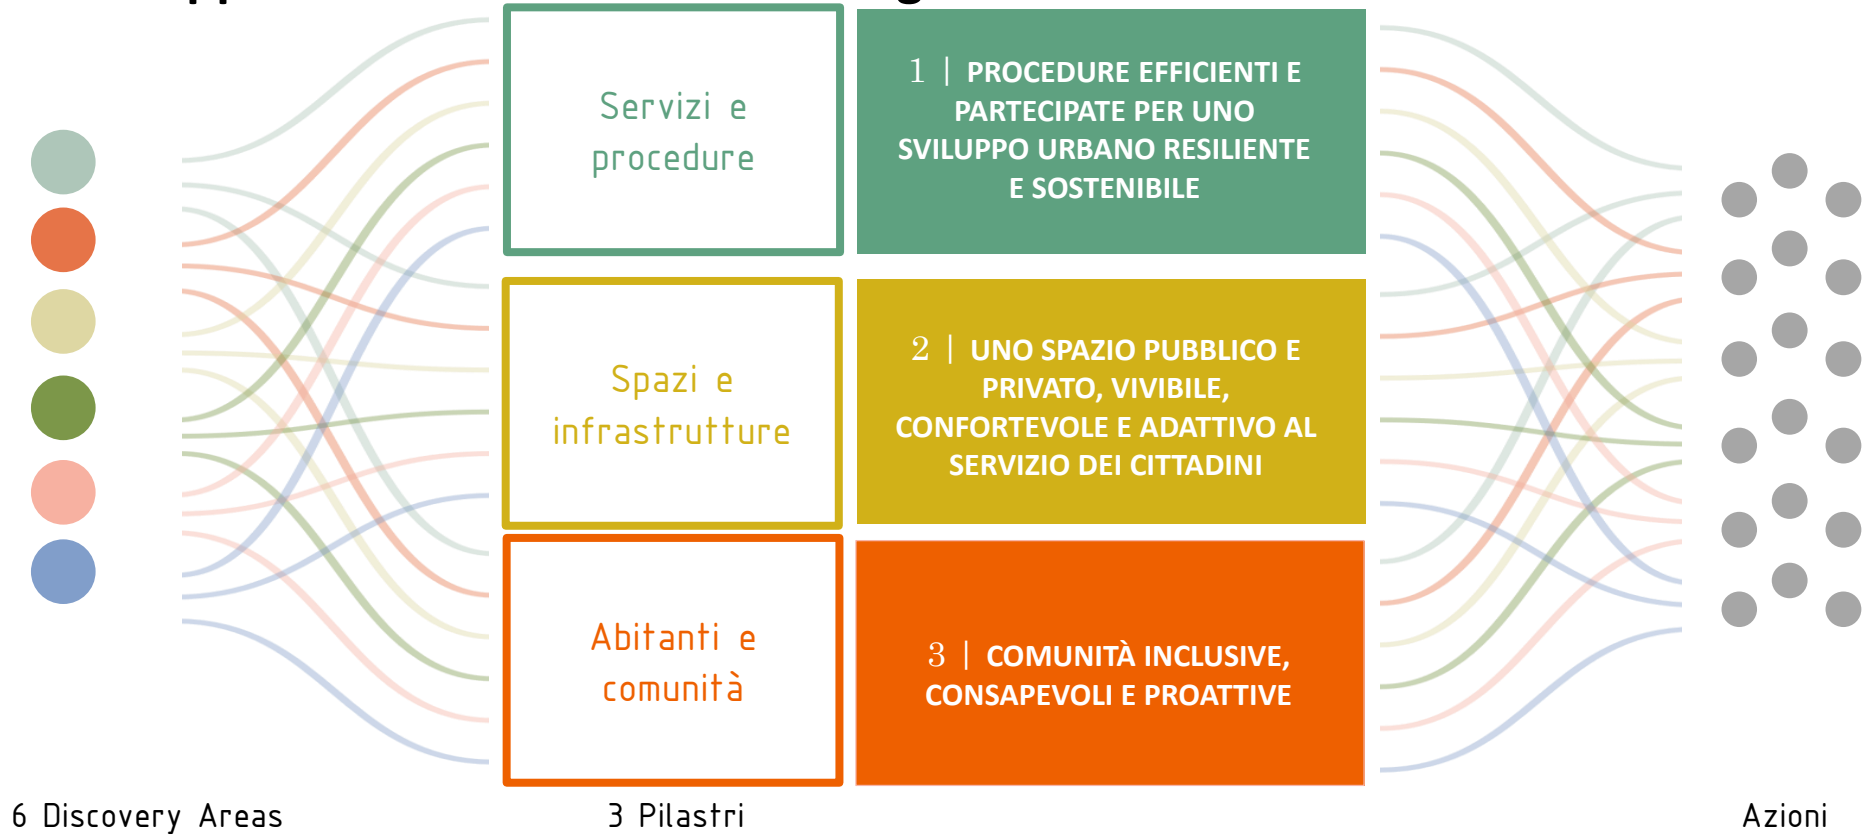 Servizi e
procedure
1 | PROCEDURE EFFICIENTI E
PARTECIPATE PER UNO
SVILUPPO URBANO RESILIENTE
E SOSTENIBILE
Spazi e
infrastrutture
2 | UNO SPAZIO PUBBLICO E
PRIVATO, VIVIBILE,
CONFORTEVOLE E ADATTIVO AL
SERVIZIO DEI CITTADINI
Abitanti e
comunità
3 | COMUNITÀ INCLUSIVE,
CONSAPEVOLI E PROATTIVE
6 Discovery Areas
3 Pilastri
Azioni